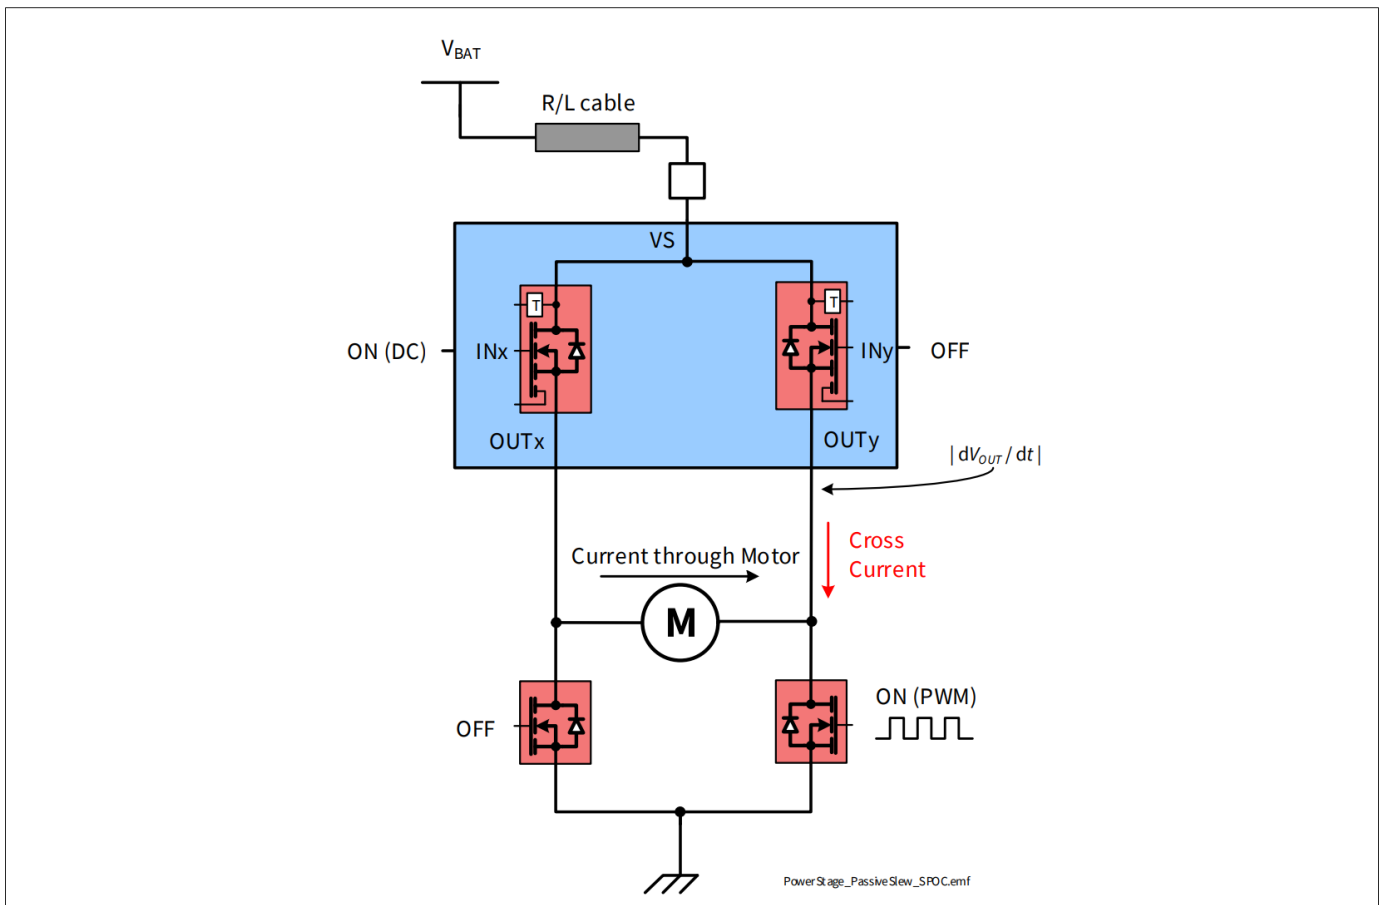 VBAT
R/L cable
VS
T
T
ON (DC)
INx
INy
OFF
OUTx
OUTy
| dVOUT / dt |
Cross
Current
Current through Motor
M
ON (PWM)
OFF
PowerStage_PassiveSlew_SPOC.emf